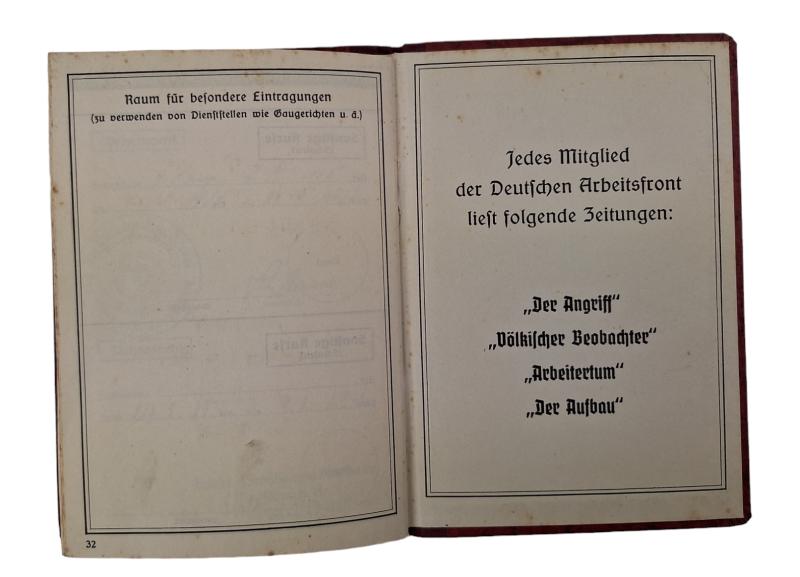 Raum für beſondere Eintragungen
(zu verwenden von Dienſtſtellen wie Gaugerichten u. ä.)
32
Jedes Mitglied
der Deutſchen Arbeitsfront
lieſt folgende Zeitungen:
„Der Angriff“
„Völkiſcher Beobachter“
„Arbeitertum“
„Der Aufbau“